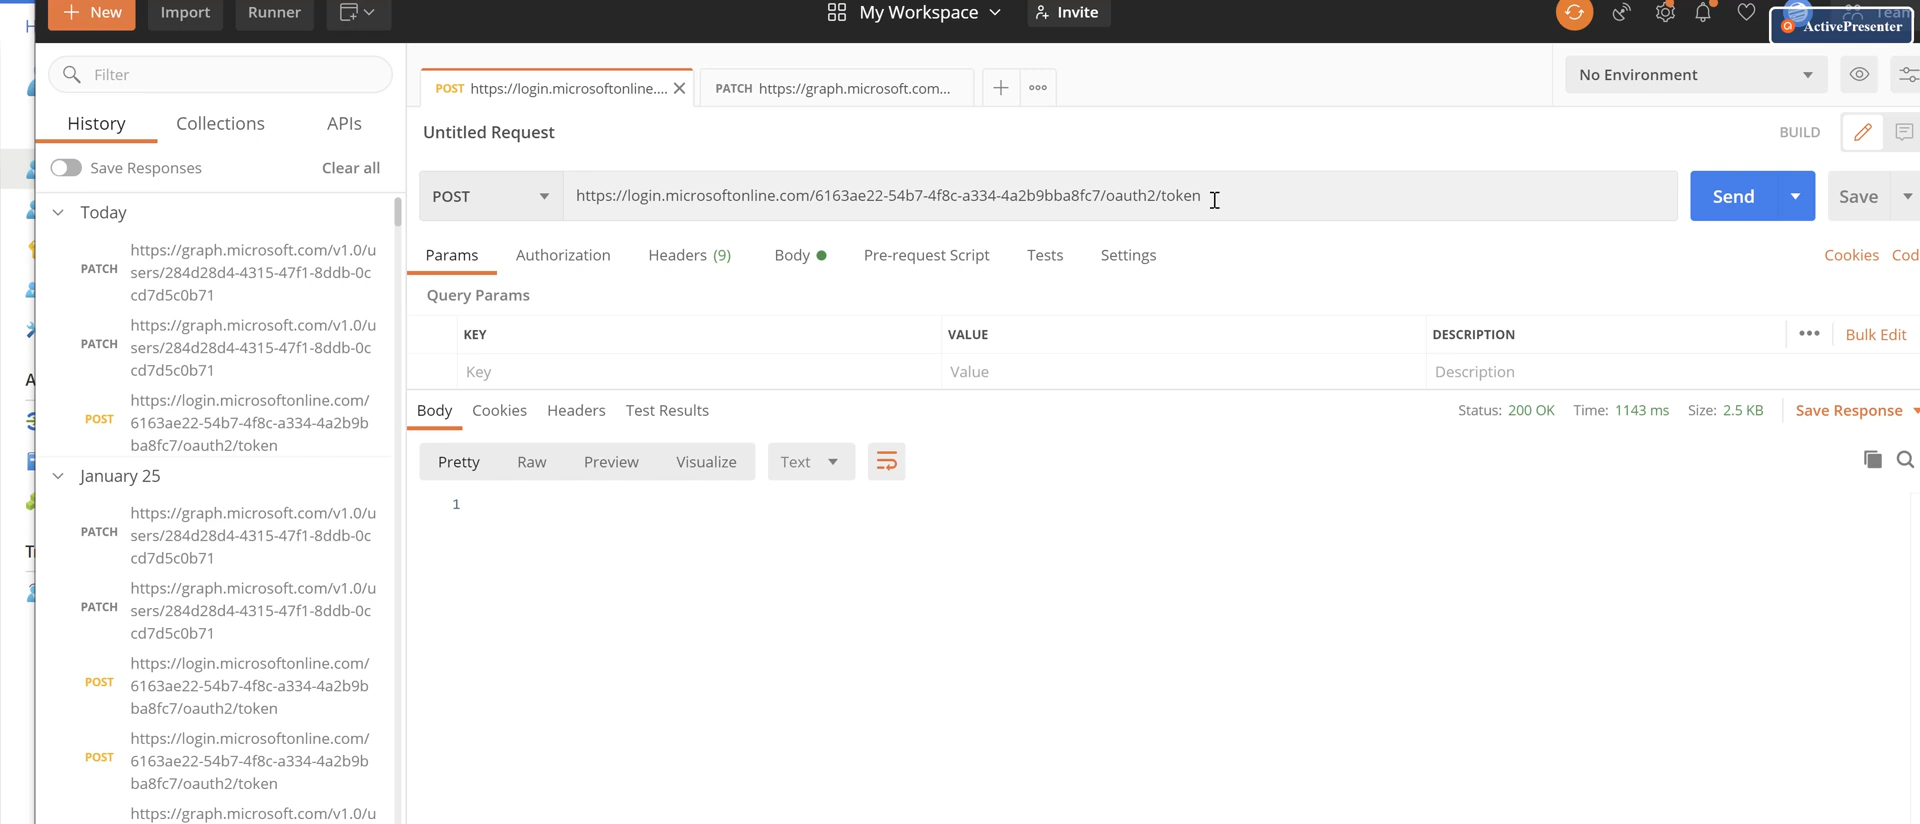 New
Import
Runner
My Workspace
Invite
Team
ActivePresenter
Filter
History
Collections
APIs
Save Responses
Clear all
Today
PATCH
https://graph.microsoft.com/v1.0/u
sers/284d28d4-4315-47f1-8ddb-0c
cd7d5c0b71
PATCH
https://graph.microsoft.com/v1.0/u
sers/284d28d4-4315-47f1-8ddb-0c
cd7d5c0b71
POST
https://login.microsoftonline.com/
6163ae22-54b7-4f8c-a334-4a2b9b
ba8fc7/oauth2/token
January 25
PATCH
https://graph.microsoft.com/v1.0/u
sers/284d28d4-4315-47f1-8ddb-0c
cd7d5c0b71
PATCH
https://graph.microsoft.com/v1.0/u
sers/284d28d4-4315-47f1-8ddb-0c
cd7d5c0b71
POST
https://login.microsoftonline.com/
6163ae22-54b7-4f8c-a334-4a2b9b
ba8fc7/oauth2/token
POST
https://login.microsoftonline.com/
6163ae22-54b7-4f8c-a334-4a2b9b
ba8fc7/oauth2/token
https://graph.microsoft.com/v1.0/u
POST https://login.microsoftonline....
PATCH https://graph.microsoft.com...
No Environment
Untitled Request
BUILD
POST
https://login.microsoftonline.com/6163ae22-54b7-4f8c-a334-4a2b9bba8fc7/oauth2/token
Send
Save
Params
Authorization
Headers (9)
Body
Pre-request Script
Tests
Settings
Cookies
Cod
Query Params
KEY
VALUE
DESCRIPTION
Bulk Edit
Key
Value
Description
Body
Cookies
Headers
Test Results
Status: 200 OK
Time: 1143 ms
Size: 2.5 KB
Save Response
Pretty
Raw
Preview
Visualize
Text
1